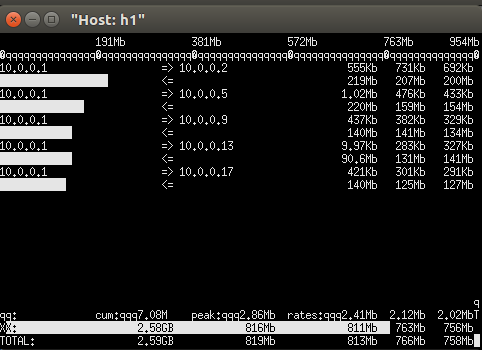 "Host: h1"
191Mb 381Mb 572Mb 763Mb 954Mb
qqqqqqqqqqqqqqqqqqqqqqqqqqqqqqqqqqqqqqqqqqqqqqqqqqqqqqqqqqqqqqqqqqqqqqqqqqq
10.0.0.1 => 10.0.0.2 555Kb 731Kb 692Kb
<= 219Mb 207Mb 200Mb
10.0.0.1 => 10.0.0.5 1.02Mb 476Kb 433Kb
<= 220Mb 159Mb 154Mb
10.0.0.1 => 10.0.0.9 437Kb 382Kb 329Kb
<= 140Mb 141Mb 134Mb
10.0.0.1 => 10.0.0.13 9.97Kb 283Kb 327Kb
<= 90.6Mb 131Mb 141Mb
10.0.0.1 => 10.0.0.17 421Kb 301Kb 291Kb
<= 140Mb 125Mb 127Mb
q
qq: cum:qqq7.08M peak:qqq2.86Mb rates:qqq2.41Mb 2.12Mb 2.02MbT
XX: 2.58GB 816Mb 811Mb 763Mb 756Mb
TOTAL: 2.59GB 819Mb 813Mb 766Mb 758Mb